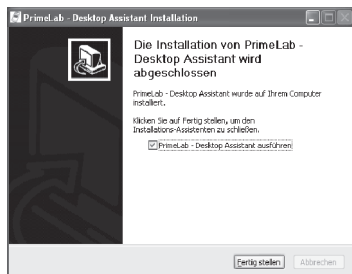 PrimeLab - Desktop Assistant Installation
Die Installation von PrimeLab -
Desktop Assistant wird
abgeschlossen
PrimeLab - Desktop Assistant wurde auf Ihrem Computer
installiert.
Klicken Sie auf Fertig stellen, um den
Installations-Assistenten zu schließen.
PrimeLab - Desktop Assistant ausführen
Fertig stellen
Abbrechen